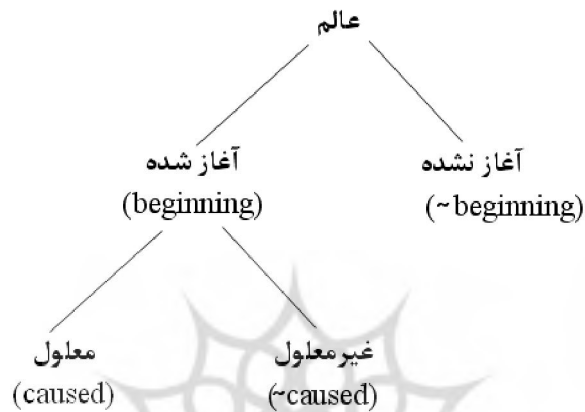 عالم
آغاز نشده
(~beginning)
آغاز شده
(beginning)
غیرمعلول
(~caused)
معلول
(caused)